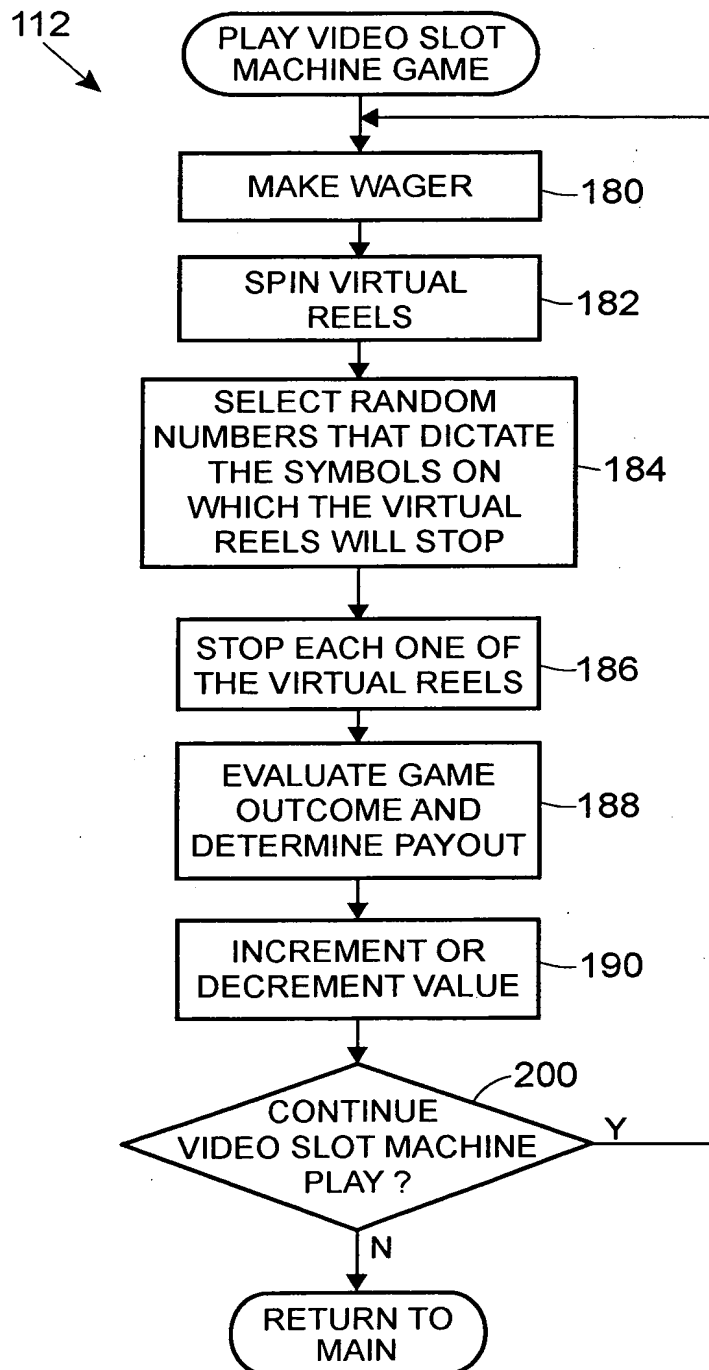 112
PLAY VIDEO SLOT
MACHINE GAME
MAKE WAGER
180
SPIN VIRTUAL
REELS
182
SELECT RANDOM
NUMBERS THAT DICTATE
THE SYMBOLS ON
WHICH THE VIRTUAL
REELS WILL STOP
184
STOP EACH ONE OF
THE VIRTUAL REELS
186
EVALUATE GAME
OUTCOME AND
DETERMINE PAYOUT
188
INCREMENT OR
DECREMENT VALUE
190
200
CONTINUE
VIDEO SLOT MACHINE
PLAY ?
Y
N
RETURN TO
MAIN